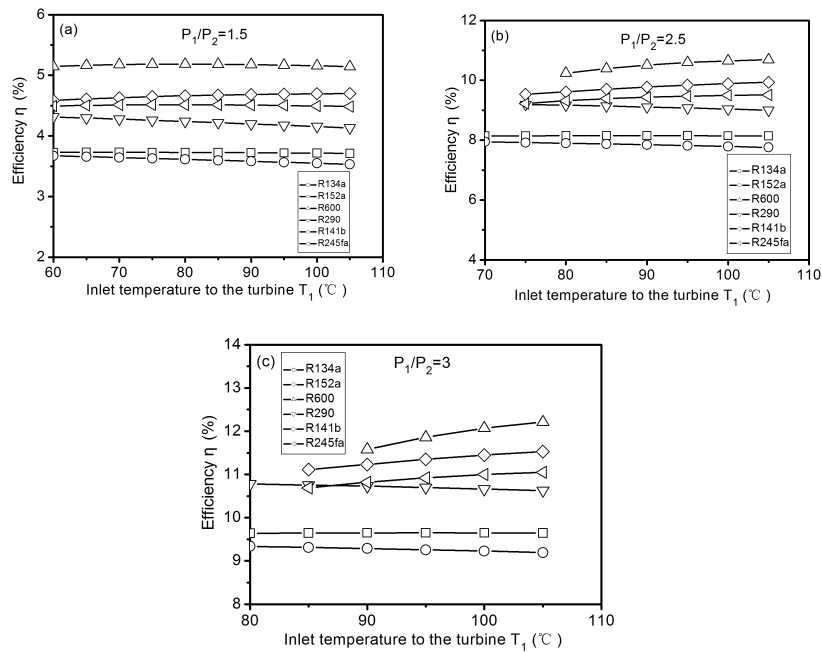 (a)
P1/P2=1.5
Efficiency η (%)
6
5
4
3
2
60 70 80 90 100 110
Inlet temperature to the turbine T1 (℃)
R134a
R152a
R600
R290
R141b
R245fa
(b)
P1/P2=2.5
Efficiency η (%)
12
10
8
6
4
70 80 90 100 110
Inlet temperature to the turbine T1 (℃)
R134a
R152a
R600
R290
R141b
R245fa
(c)
P1/P2=3
Efficiency η (%)
14
13
12
11
10
9
8
80 90 100 110
Inlet temperature to the turbine T1 (℃)
R134a
R152a
R600
R290
R141b
R245fa